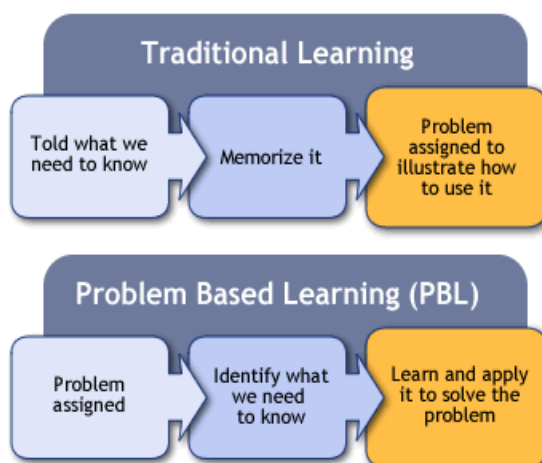 Traditional Learning
Told what we
need to know
Memorize it
Problem
assigned to
illustrate how
to use it
Problem Based Learning (PBL)
Problem
assigned
Identify what
we need
to know
Learn and apply
it to solve the
problem